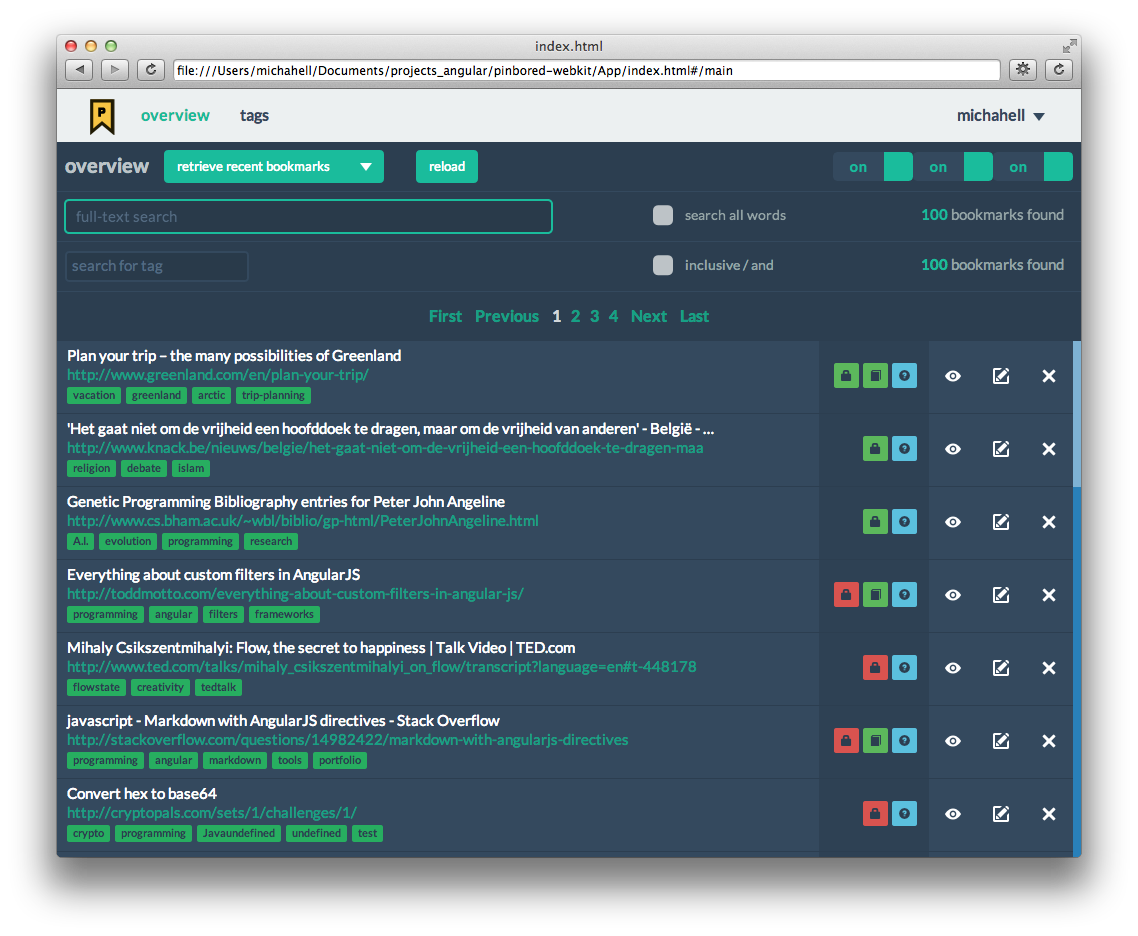 index.html
file:///Users/michahell/Documents/projects_angular/pinbored-webkit/App/index.html#/main
P overview tags michahell
overview retrieve recent bookmarks reload on on on
full-text search search all words 100 bookmarks found
search for tag inclusive / and 100 bookmarks found
First Previous 1 2 3 4 Next Last
Plan your trip – the many possibilities of Greenland
http://www.greenland.com/en/plan-your-trip/
vacation greenland arctic trip-planning
'Het gaat niet om de vrijheid een hoofddoek te dragen, maar om de vrijheid van anderen' - België - ...
http://www.knack.be/nieuws/belgie/het-gaat-niet-om-de-vrijheid-een-hoofddoek-te-dragen-maa
religion debate islam
Genetic Programming Bibliography entries for Peter John Angeline
http://www.cs.bham.ac.uk/~wbl/biblio/gp-html/PeterJohnAngeline.html
A.I. evolution programming research
Everything about custom filters in AngularJS
http://toddmotto.com/everything-about-custom-filters-in-angular-js/
programming angular filters frameworks
Mihaly Csikszentmihalyi: Flow, the secret to happiness | Talk Video | TED.com
http://www.ted.com/talks/mihaly_csikszentmihalyi_on_flow/transcript?language=en#t-448178
flowstate creativity tedtalk
javascript - Markdown with AngularJS directives - Stack Overflow
http://stackoverflow.com/questions/14982422/markdown-with-angularjs-directives
programming angular markdown tools portfolio
Convert hex to base64
http://cryptopals.com/sets/1/challenges/1/
crypto programming Javaundefined undefined test